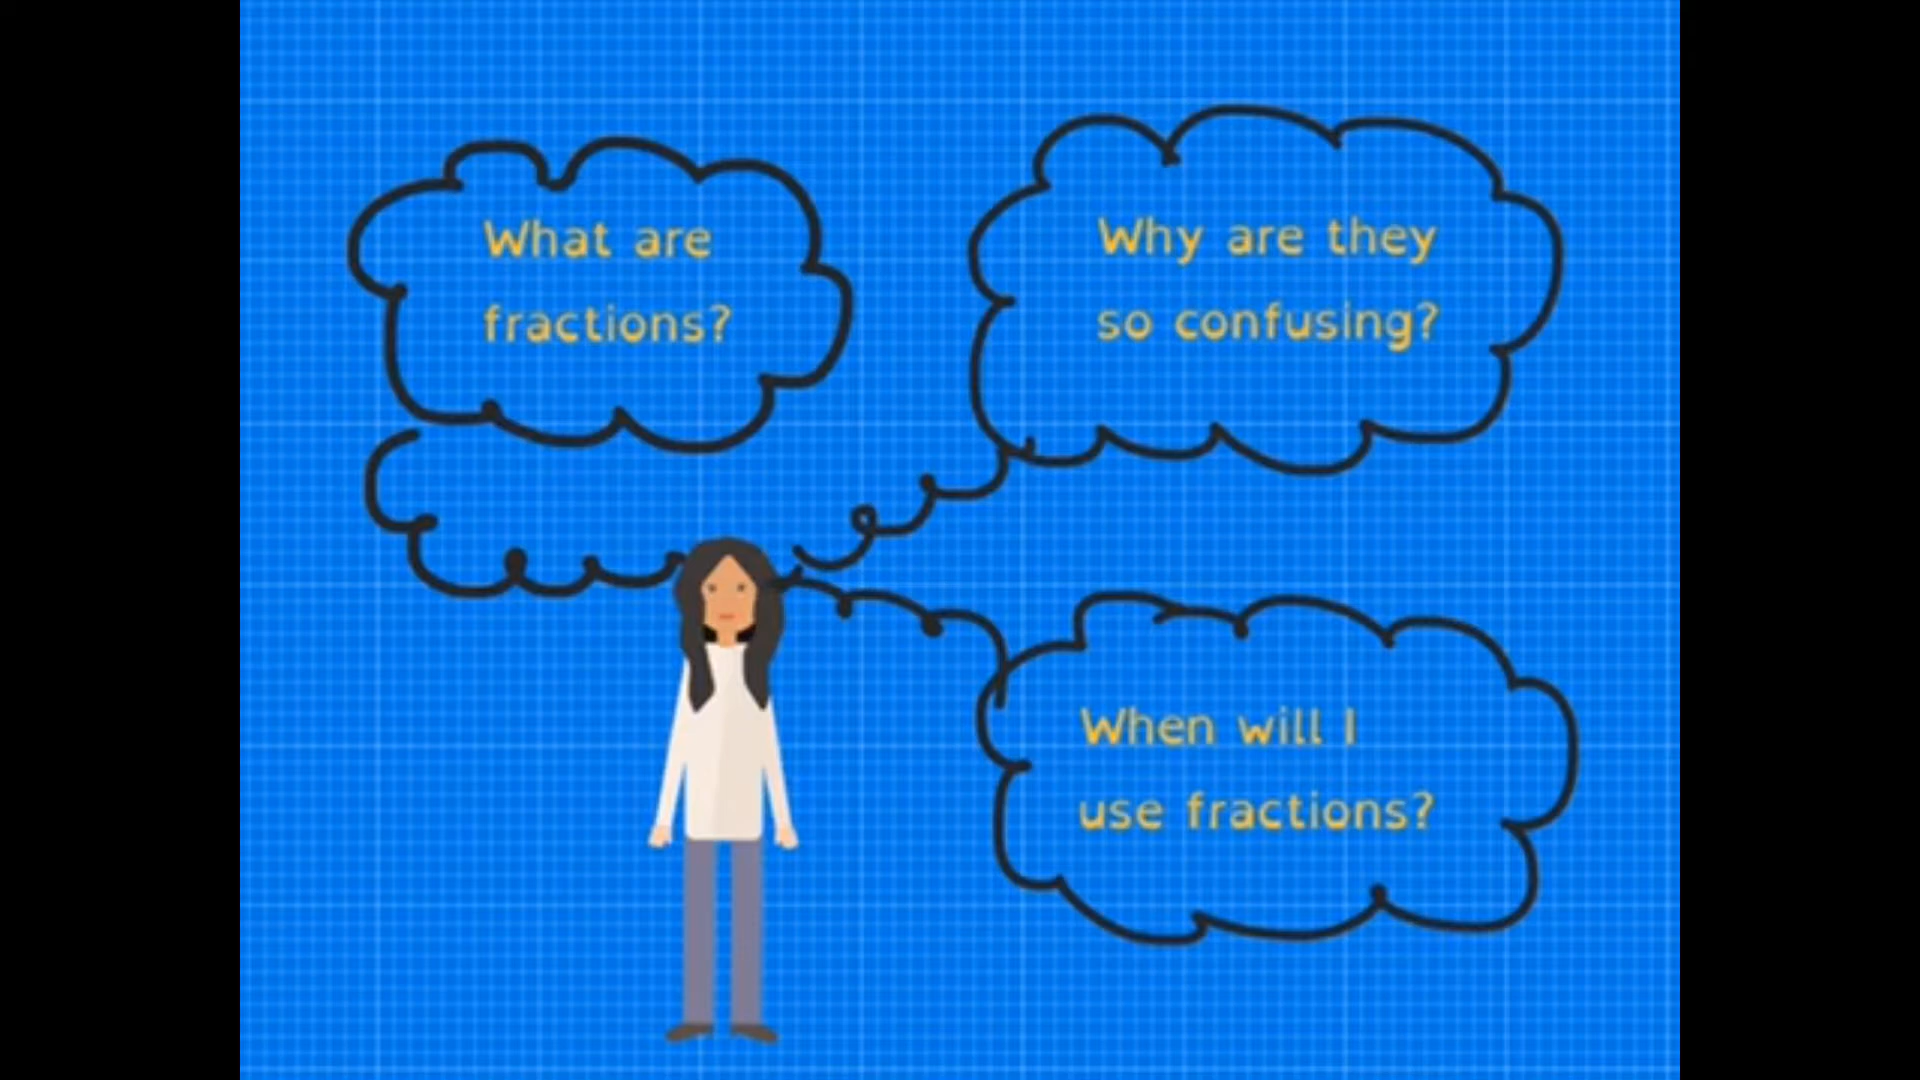 What are
fractions?
Why are they
so confusing?
When will I
use fractions?